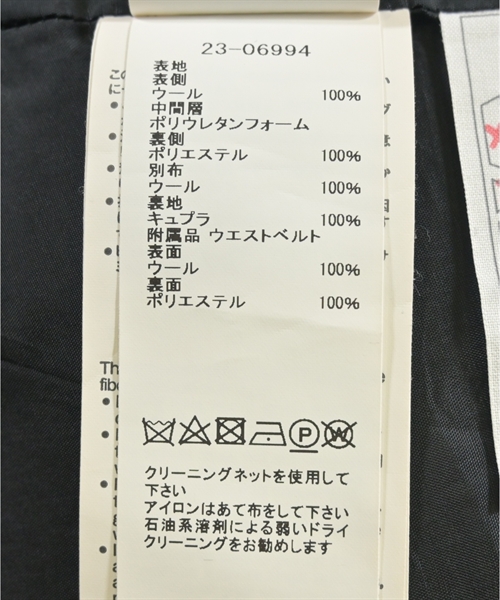 23-06994
表地
表側
ウール 100%
中間層
ポリウレタンフォーム
裏側
ポリエステル 100%
別布
ウール 100%
裏地
キュプラ 100%
附属品 ウエストベルト
表面
ウール 100%
裏面
ポリエステル 100%
P W
クリーニングネットを使用して
下さい
アイロンはあて布をして下さい
石油系溶剤による弱いドライ
クリーニングをお勧めします